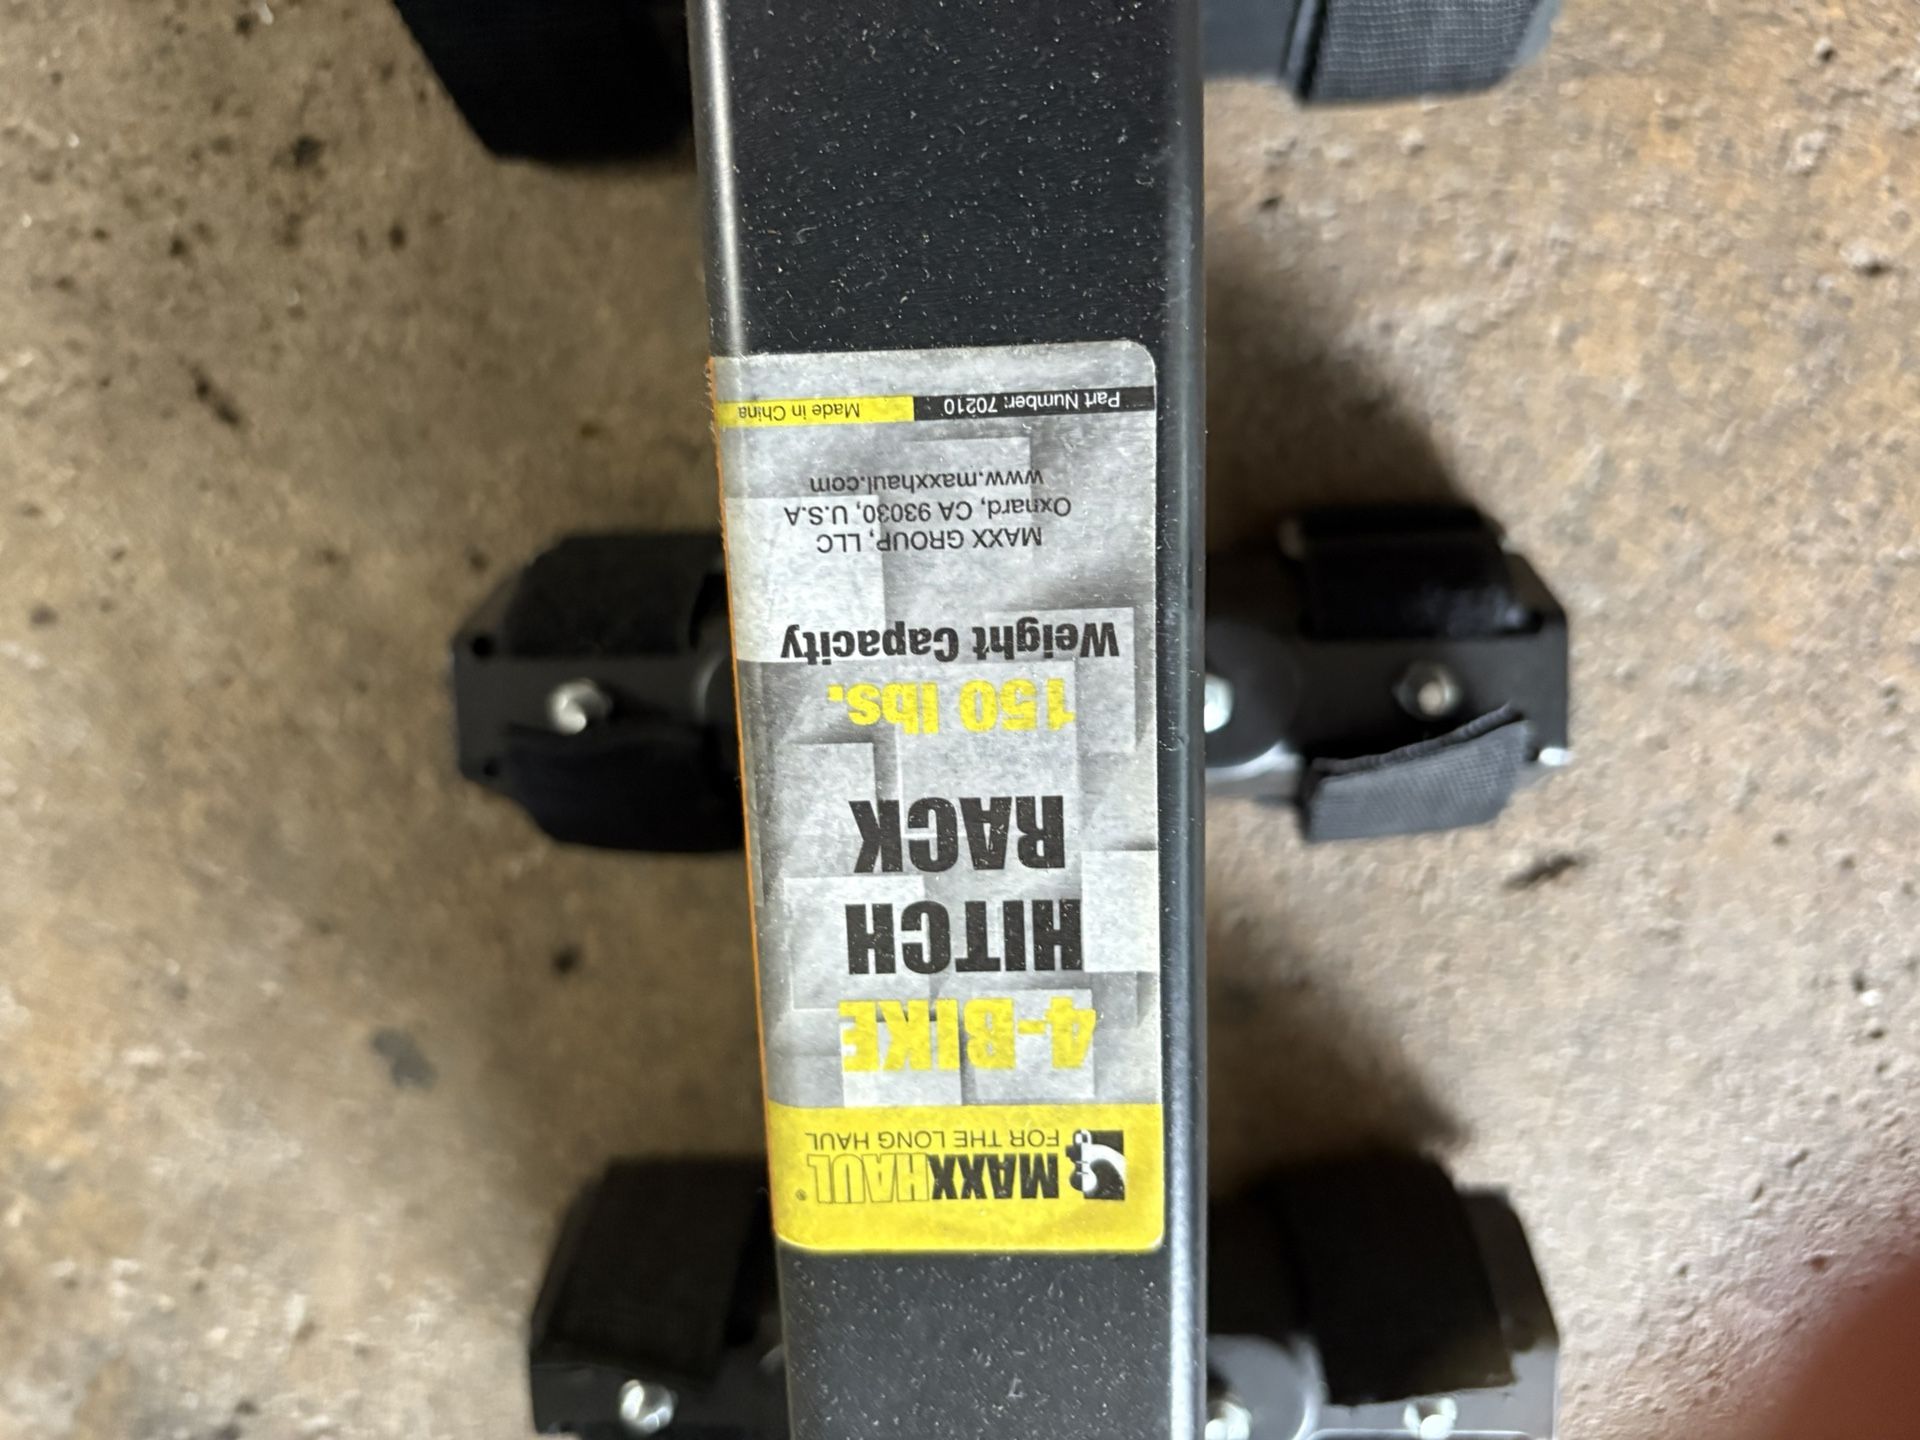 MAXXHAUL®
FOR THE LONG HAUL
4-BIKE
HITCH
RACK
150 lbs.
Weight Capacity
MAXX GROUP, LLC
Oxnard, CA 93030, U.S.A
www.maxxhaul.com
Part Number: 70210 Made in China